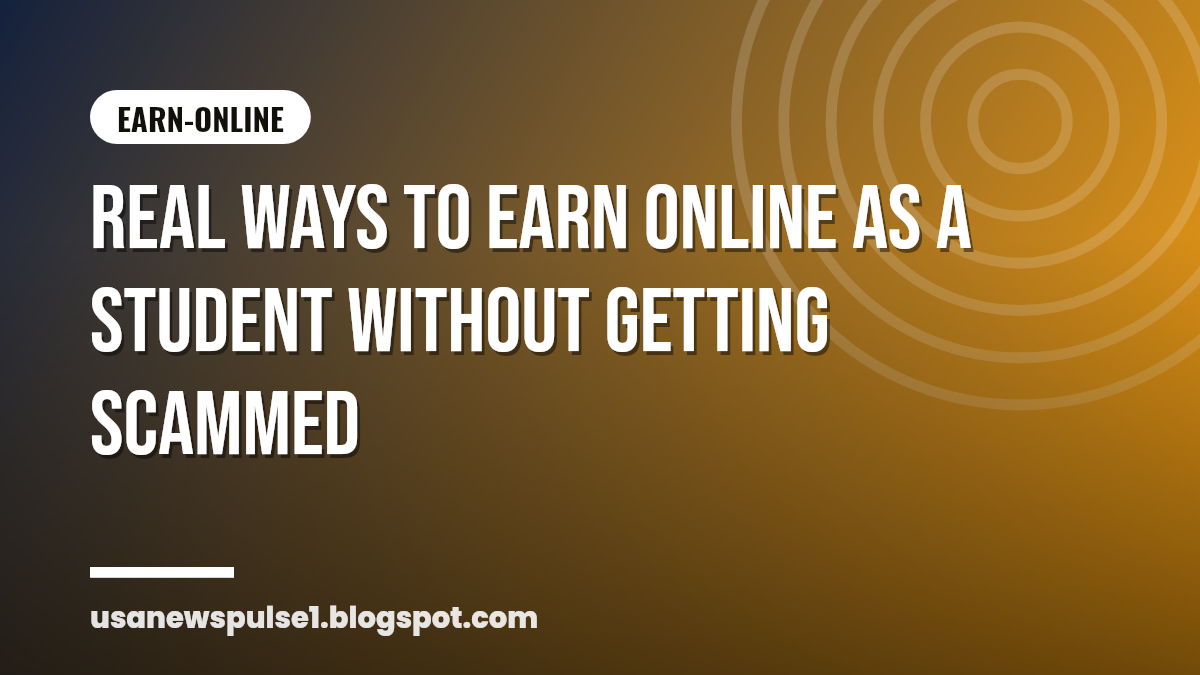 EARN-ONLINE
REAL WAYS TO EARN ONLINE AS A
STUDENT WITHOUT GETTING
SCAMMED
usanewspulse1.blogspot.com